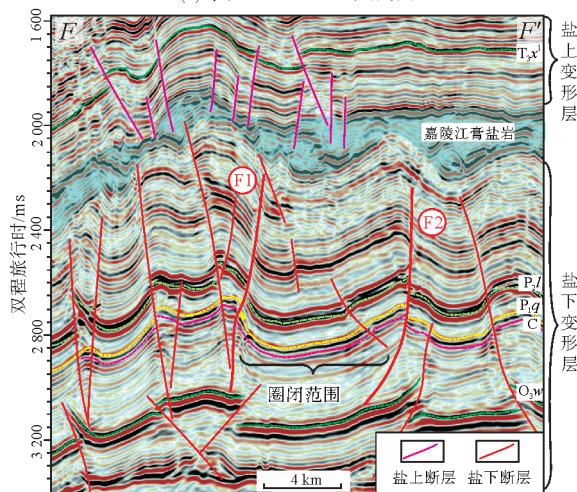 F
F′
1 600
2 000
2 400
2 800
3 200
双程旅行时/ms
T₃x¹
嘉陵江膏盐岩
F1
F2
P₂l
P₁q
C
O₃w
圈闭范围
4 km
盐上断层
盐下断层
盐上变形层
盐下变形层